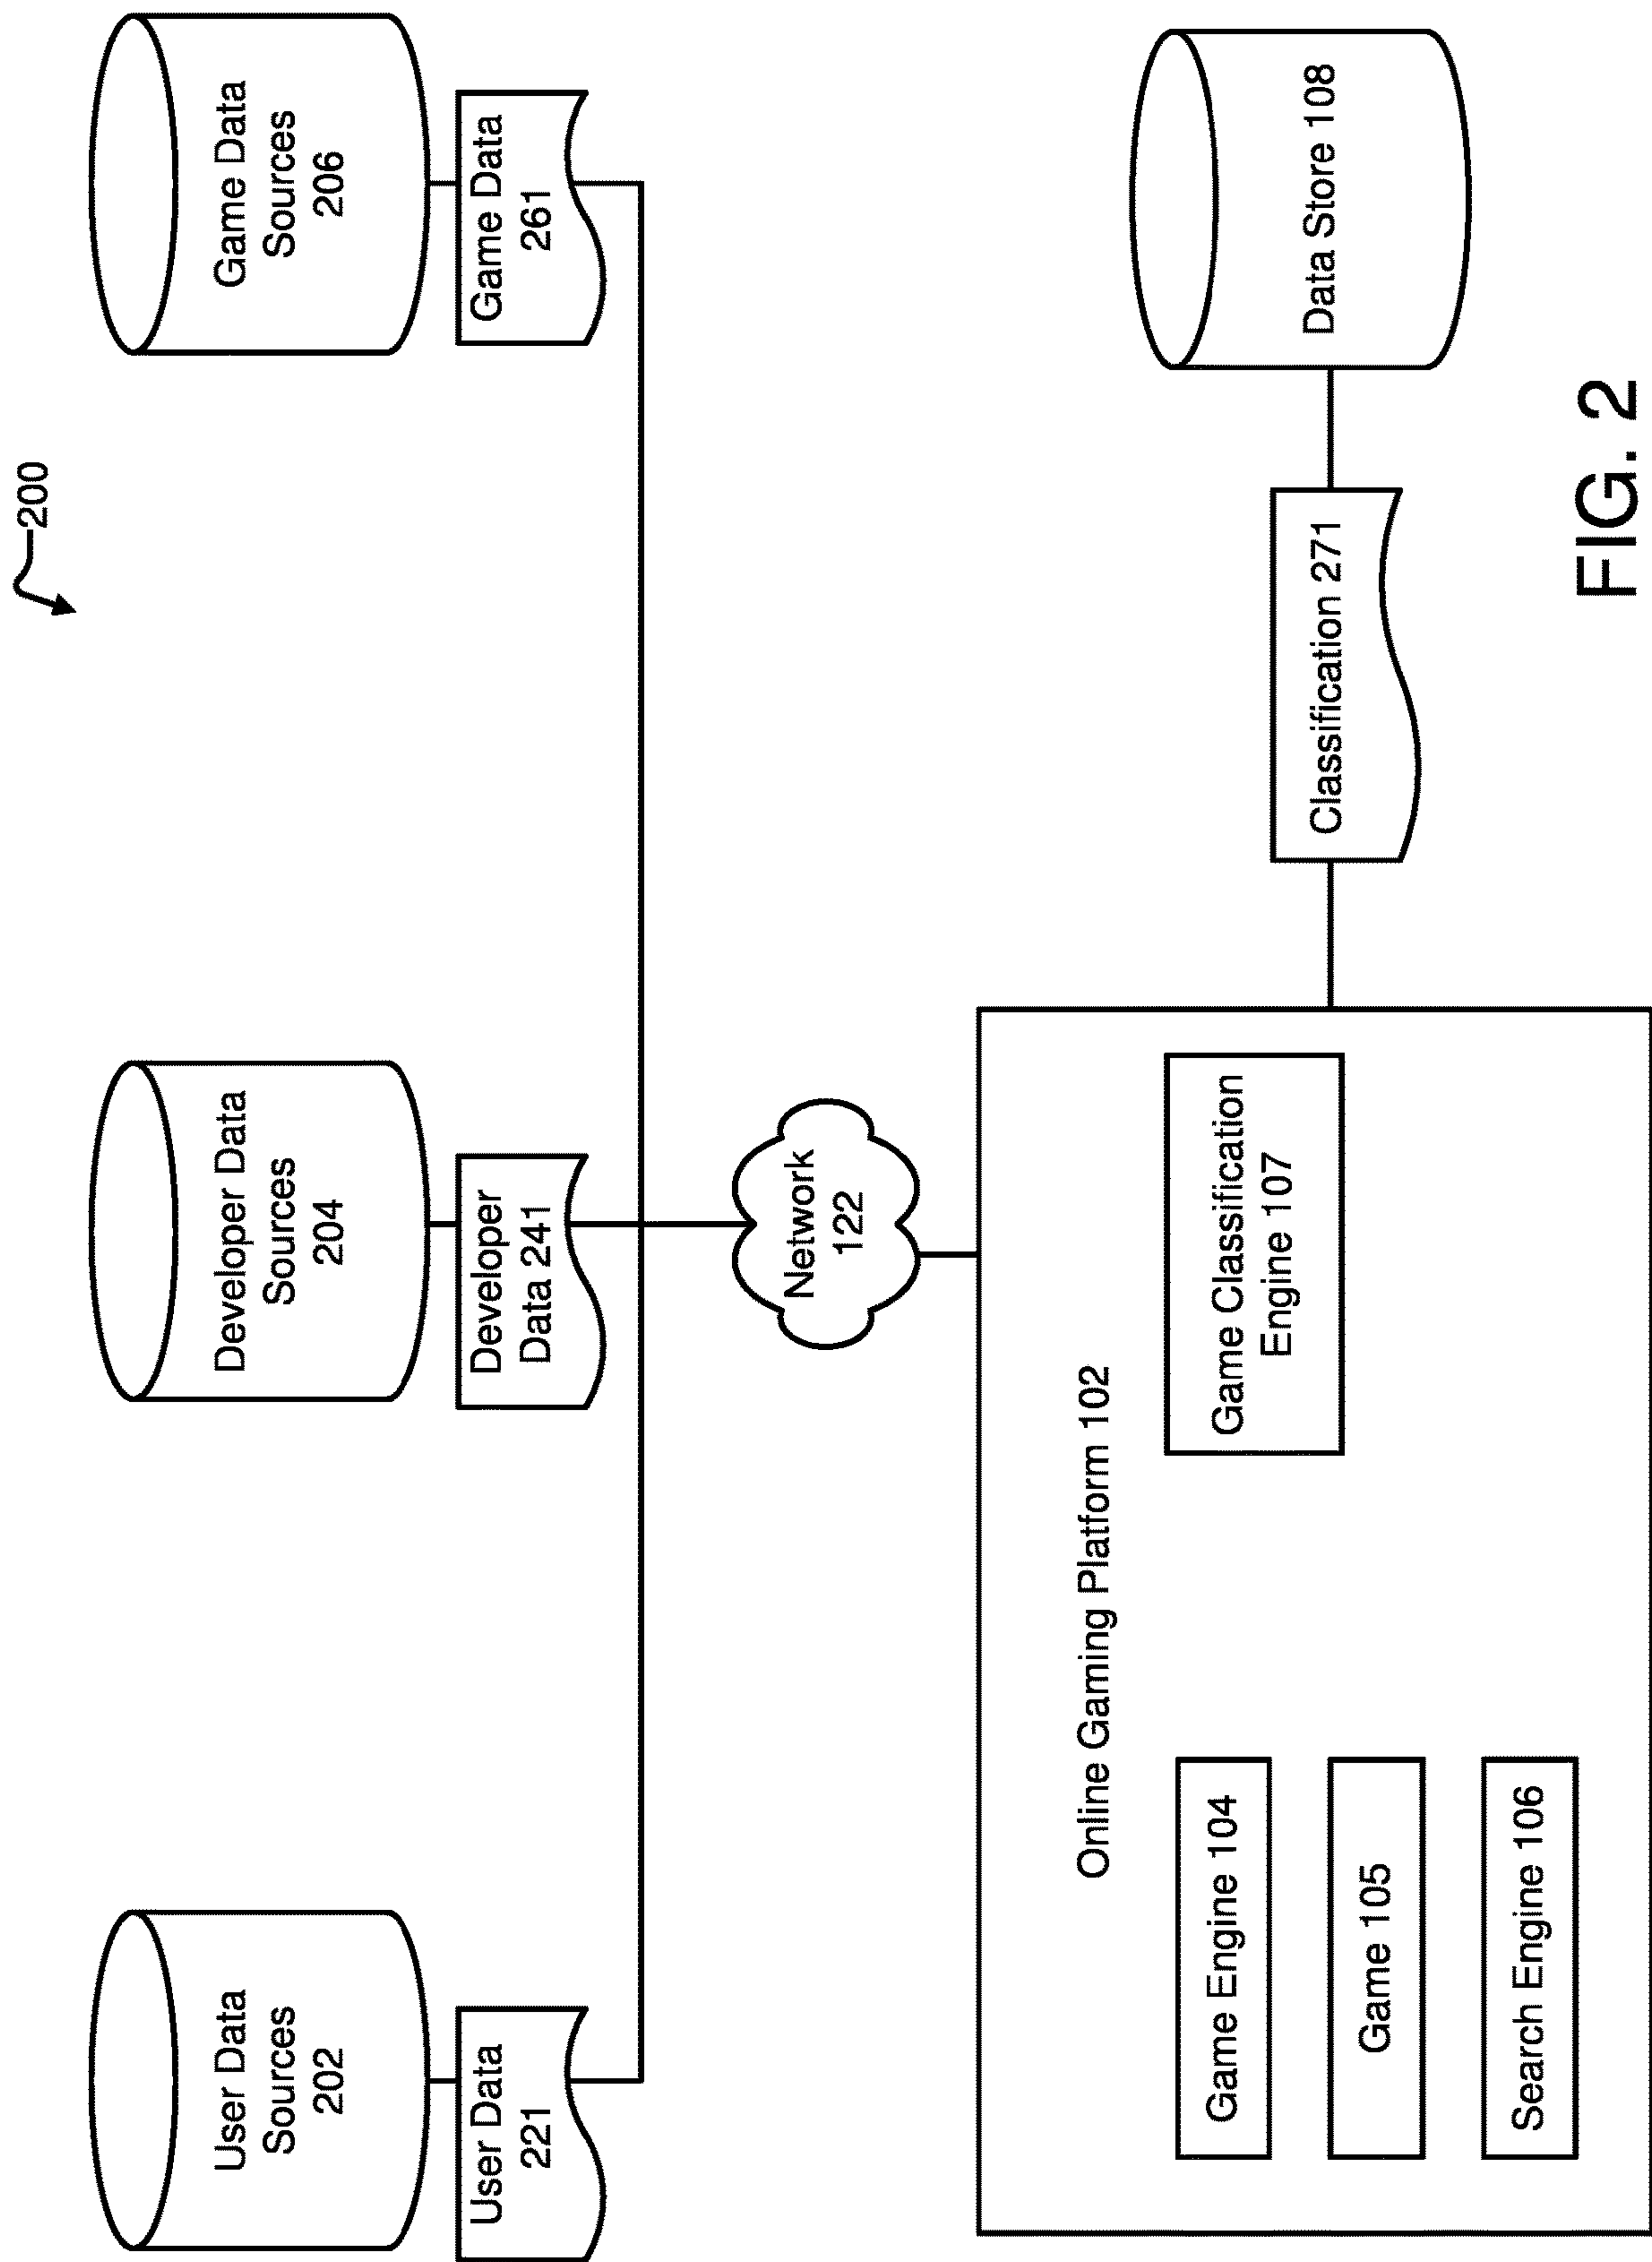 200
User Data
Sources
202
Developer Data
Sources
204
Game Data
Sources
206
User Data
221
Developer
Data 241
Game Data
261
Network
122
Online Gaming Platform 102
Game Engine 104
Game 105
Search Engine 106
Game Classification
Engine 107
Classification 271
Data Store 108
FIG. 2